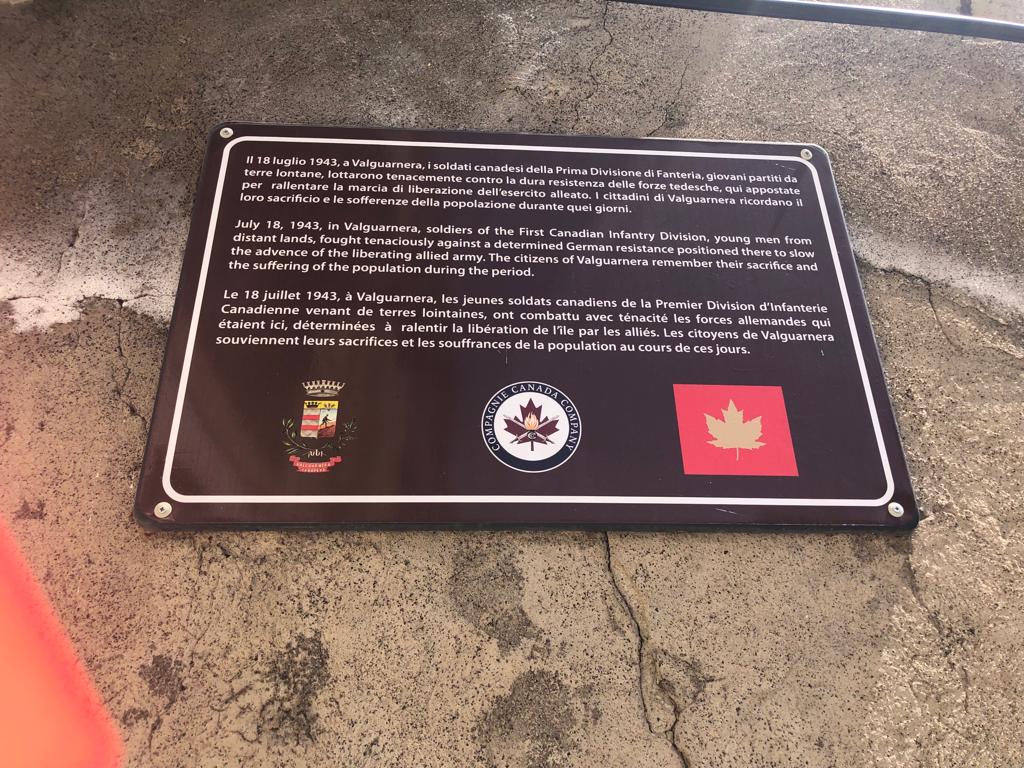 Il 18 luglio 1943, a Valguarnera, i soldati canadesi della Prima Divisione di Fanteria, giovani partiti da
terre lontane, lottarono tenacemente contro la dura resistenza delle forze tedesche, qui appostate
per rallentare la marcia di liberazione dell'esercito alleato. I cittadini di Valguarnera ricordano il
loro sacrificio e le sofferenze della popolazione durante quei giorni.
July 18, 1943, in Valguarnera, soldiers of the First Canadian Infantry Division, young men from
distant lands, fought tenaciously against a determined German resistance positioned there to slow
the advence of the liberating allied army. The citizens of Valguarnera remember their sacrifice and
the suffering of the population during the period.
Le 18 juillet 1943, à Valguarnera, les jeunes soldats canadiens de la Premier Division d'Infanterie
Canadienne venant de terres lointaines, ont combattu avec ténacité les forces allemandes qui
étaient ici, déterminées à ralentir la libération de l'île par les alliés. Les citoyens de Valguarnera
souviennent leurs sacrifices et les souffrances de la population au cours de ces jours.
COMPAGNIE CANADA COMPANY
VALGUARNERA